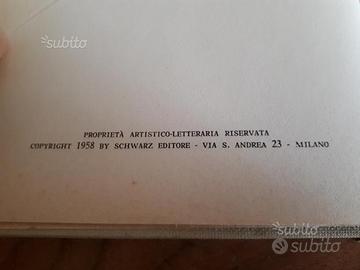 subito
PROPRIETÀ ARTISTICO-LETTERARIA RISERVATA
COPYRIGHT 1958 BY SCHWARZ EDITORE - VIA S. ANDREA 23 - MILANO
subito